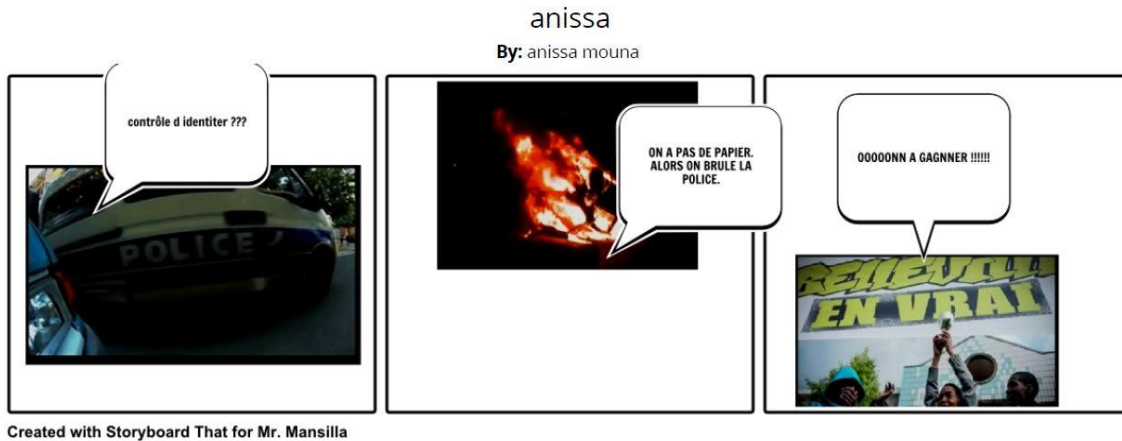 anissa
By: anissa mouna
contrôle d identiter ???
POLICE
ON A PAS DE PAPIER.
ALORS ON BRULE LA
POLICE.
OOOOONN A GAGNNER !!!!!!
BELLEVILLE
EN VRAI
Created with Storyboard That for Mr. Mansilla